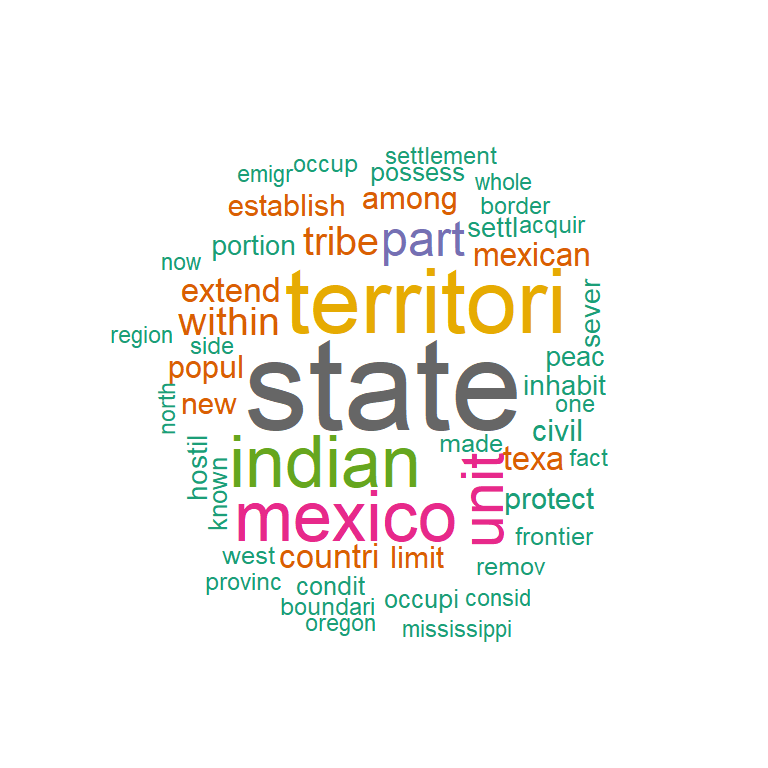 settlement
occup
emigr
possess
whole
establish
among
border
portion
tribe
part
settl
acquir
now
mexican
extend
territori
sever
within
region
side
state
peac
popul
inhabit
north
new
one
civil
made
indian
texa
fact
hostil
known
mexico
unit
protect
frontier
west
countri
limit
remov
provinc
condit
boundari
occupi
consid
oregon
mississippi